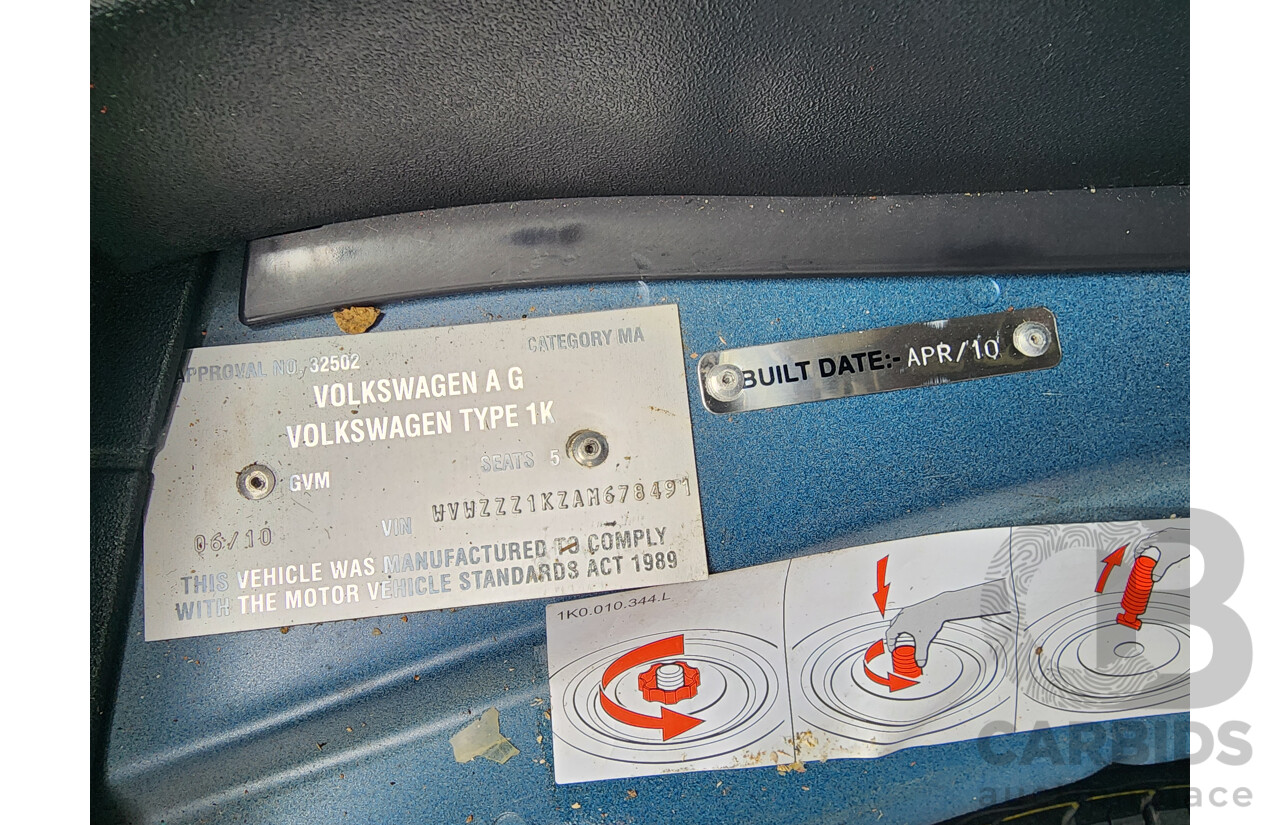 APPROVAL NO. 32502
CATEGORY MA
VOLKSWAGEN A G
VOLKSWAGEN TYPE 1K
GVM
SEATS 5
06/10
VIN WVWZZZ1KZAM678491
THIS VEHICLE WAS MANUFACTURED TO COMPLY
WITH THE MOTOR VEHICLE STANDARDS ACT 1989
BUILT DATE:- APR/10
1K0.010.344.L
CARBIDS